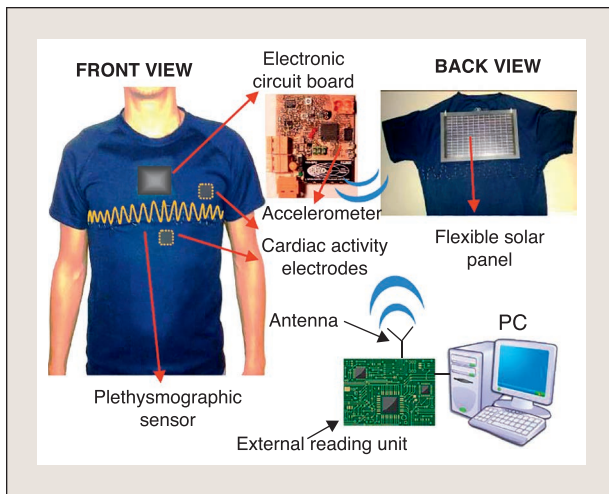 FRONT VIEW
Electronic
circuit board
BACK VIEW
Accelerometer
Cardiac activity
electrodes
Flexible solar
panel
Antenna
PC
Plethysmographic
sensor
External reading unit